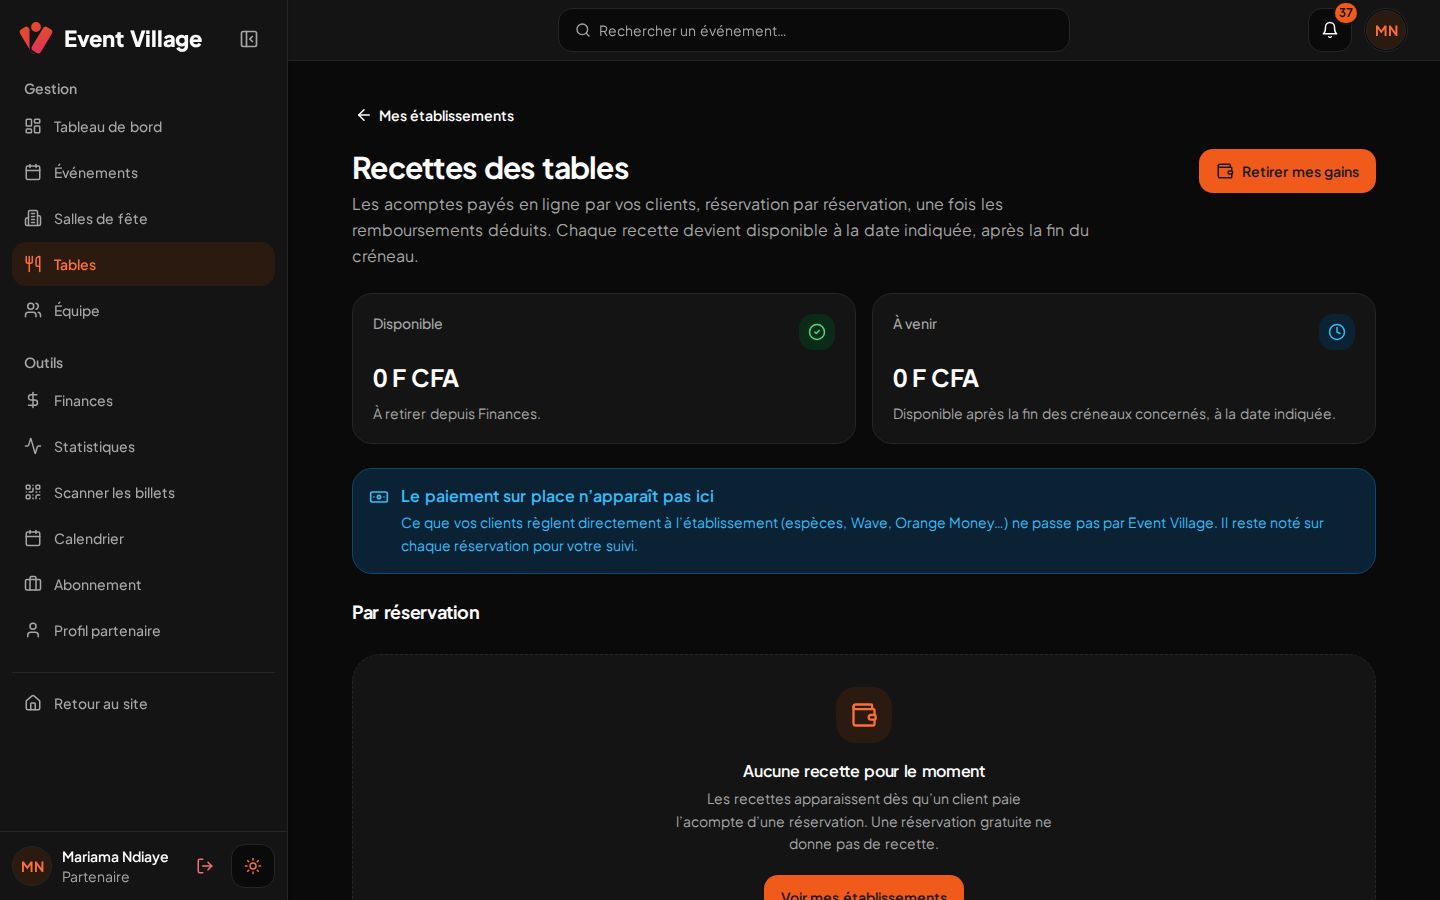 Event Village
Rechercher un événement...
37
MN
Gestion
Tableau de bord
Événements
Salles de fête
Tables
Équipe
Outils
Finances
Statistiques
Scanner les billets
Calendrier
Abonnement
Profil partenaire
Retour au site
MN
Mariama Ndiaye
Partenaire
Mes établissements
Recettes des tables
Retirer mes gains
Les acomptes payés en ligne par vos clients, réservation par réservation, une fois les
remboursements déduits. Chaque recette devient disponible à la date indiquée, après la fin du
créneau.
Disponible
0 F CFA
À retirer depuis Finances.
À venir
0 F CFA
Disponible après la fin des créneaux concernés, à la date indiquée.
Le paiement sur place n’apparaît pas ici
Ce que vos clients règlent directement à l’établissement (espèces, Wave, Orange Money…) ne passe pas par Event Village. Il reste noté sur
chaque réservation pour votre suivi.
Par réservation
Aucune recette pour le moment
Les recettes apparaissent dès qu’un client paie
l’acompte d’une réservation. Une réservation gratuite ne
donne pas de recette.
Voir mes établissements